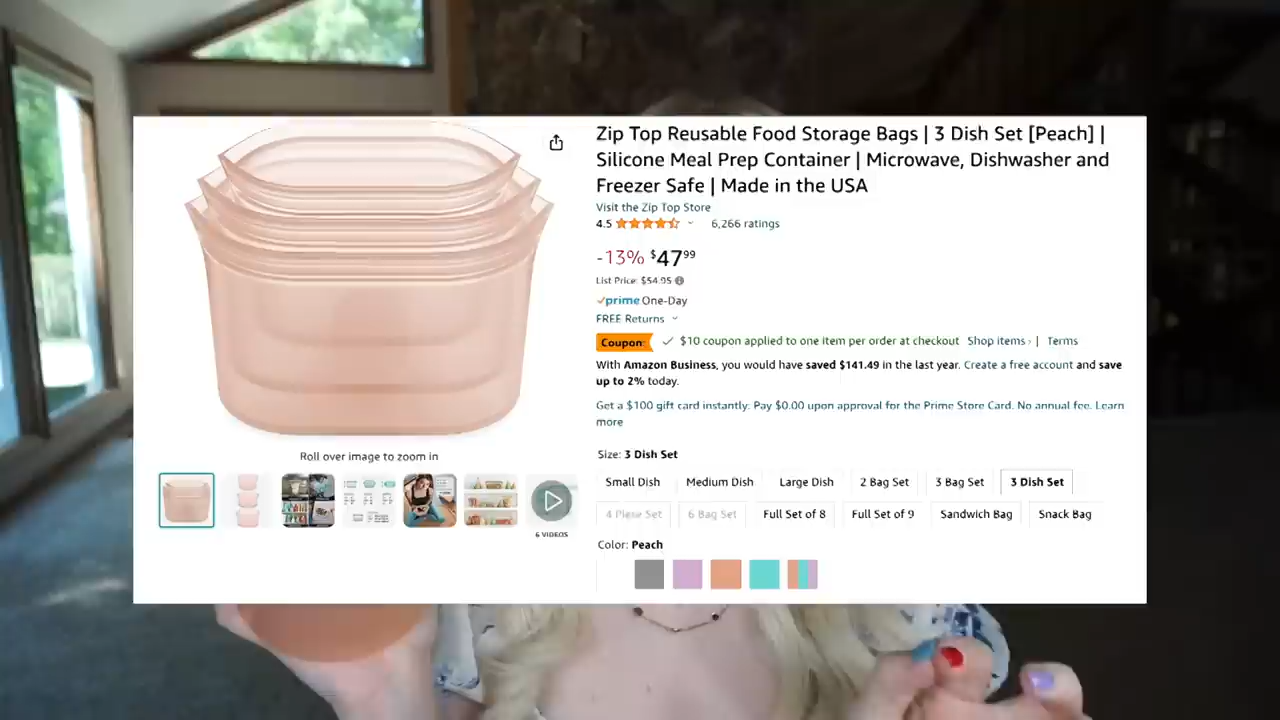 Zip Top Reusable Food Storage Bags | 3 Dish Set [Peach] |
Silicone Meal Prep Container | Microwave, Dishwasher and
Freezer Safe | Made in the USA
Visit the Zip Top Store
4.5 6,266 ratings
-13% $47 99
List Price: $54.95
prime One-Day
FREE Returns
Coupon: $10 coupon applied to one item per order at checkout Shop items › | Terms
With Amazon Business, you would have saved $141.49 in the last year. Create a free account and save
up to 2% today.
Get a $100 gift card instantly: Pay $0.00 upon approval for the Prime Store Card. No annual fee. Learn
more
Roll over image to zoom in
6 VIDEOS
Size: 3 Dish Set
Small Dish Medium Dish Large Dish 2 Bag Set 3 Bag Set 3 Dish Set
4 Piece Set 6 Bag Set Full Set of 8 Full Set of 9 Sandwich Bag Snack Bag
Color: Peach